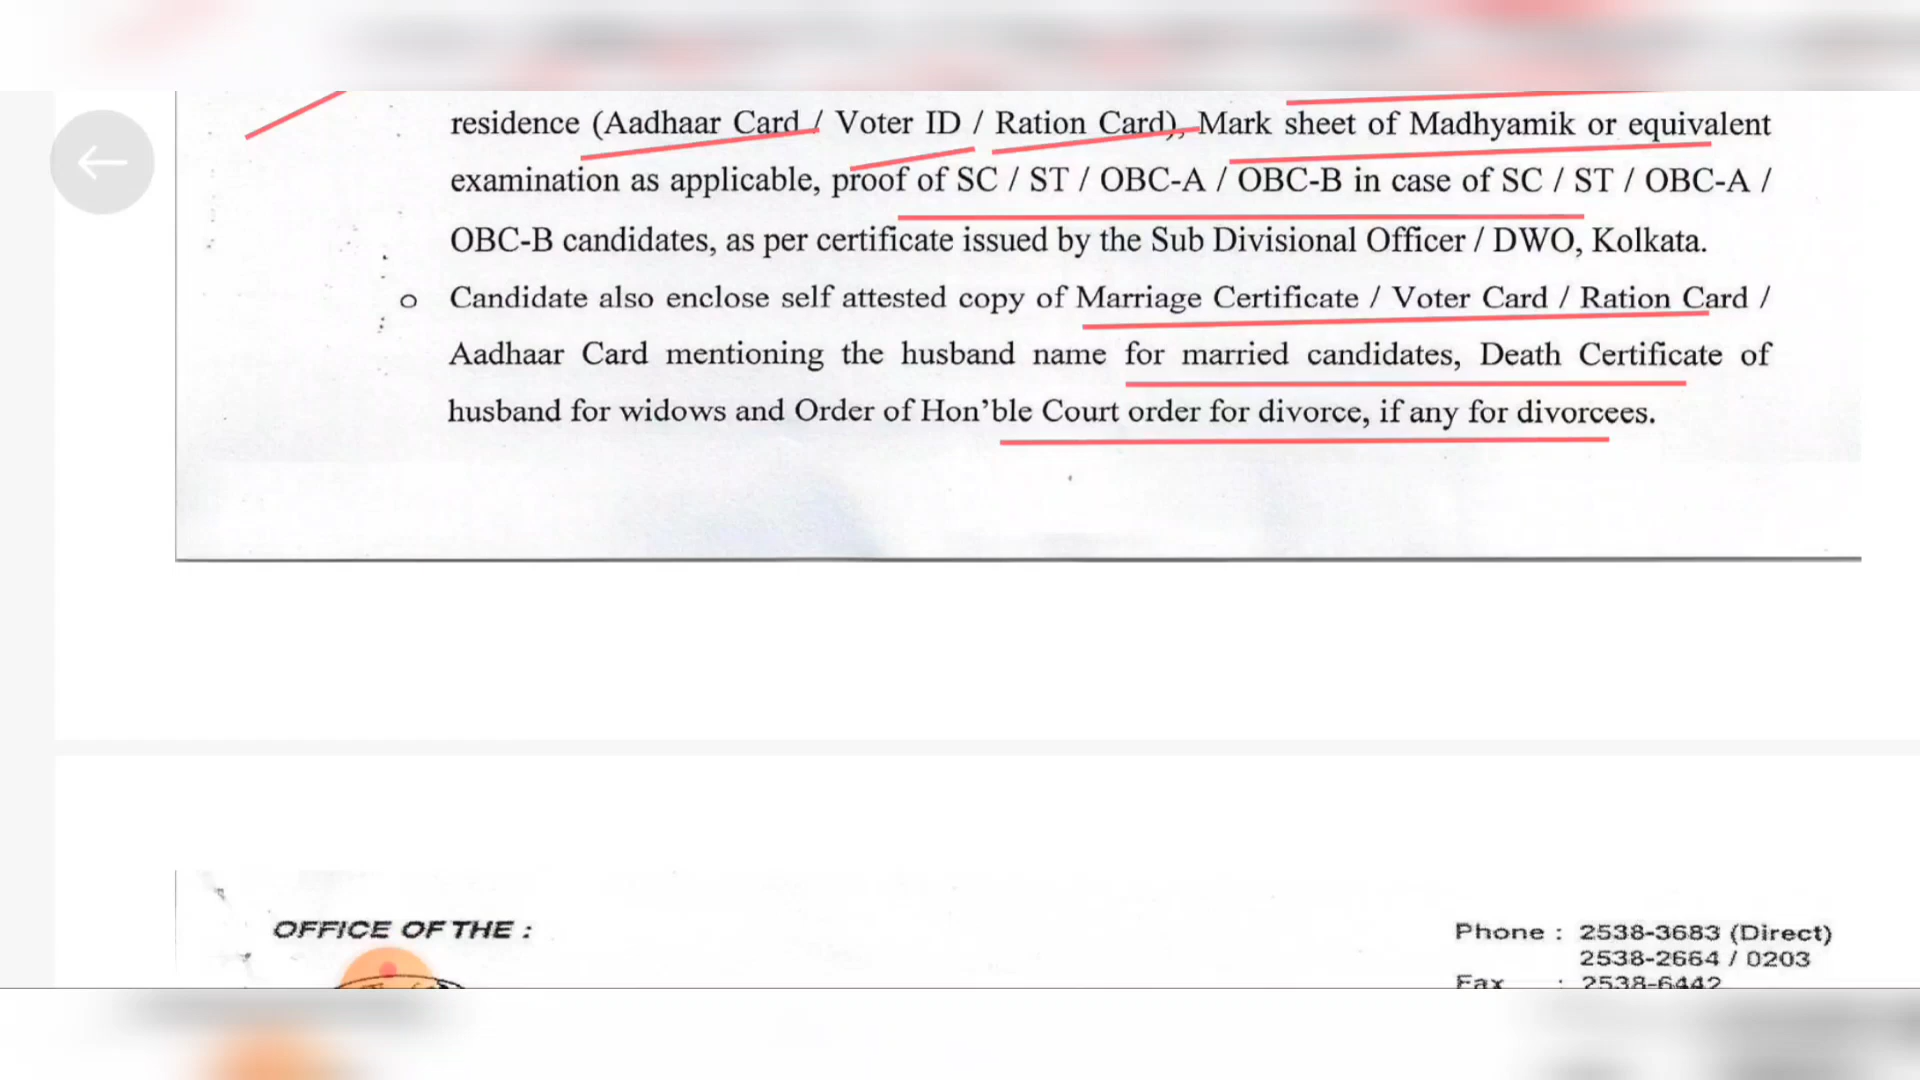 residence (Aadhaar Card / Voter ID / Ration Card), Mark sheet of Madhyamik or equivalent
examination as applicable, proof of SC / ST / OBC-A / OBC-B in case of SC / ST / OBC-A /
OBC-B candidates, as per certificate issued by the Sub Divisional Officer / DWO, Kolkata.
o Candidate also enclose self attested copy of Marriage Certificate / Voter Card / Ration Card /
Aadhaar Card mentioning the husband name for married candidates, Death Certificate of
husband for widows and Order of Hon’ble Court order for divorce, if any for divorcees.
OFFICE OF THE :
Phone : 2538-3683 (Direct)
2538-2664 / 0203
Fax : 2538-6442